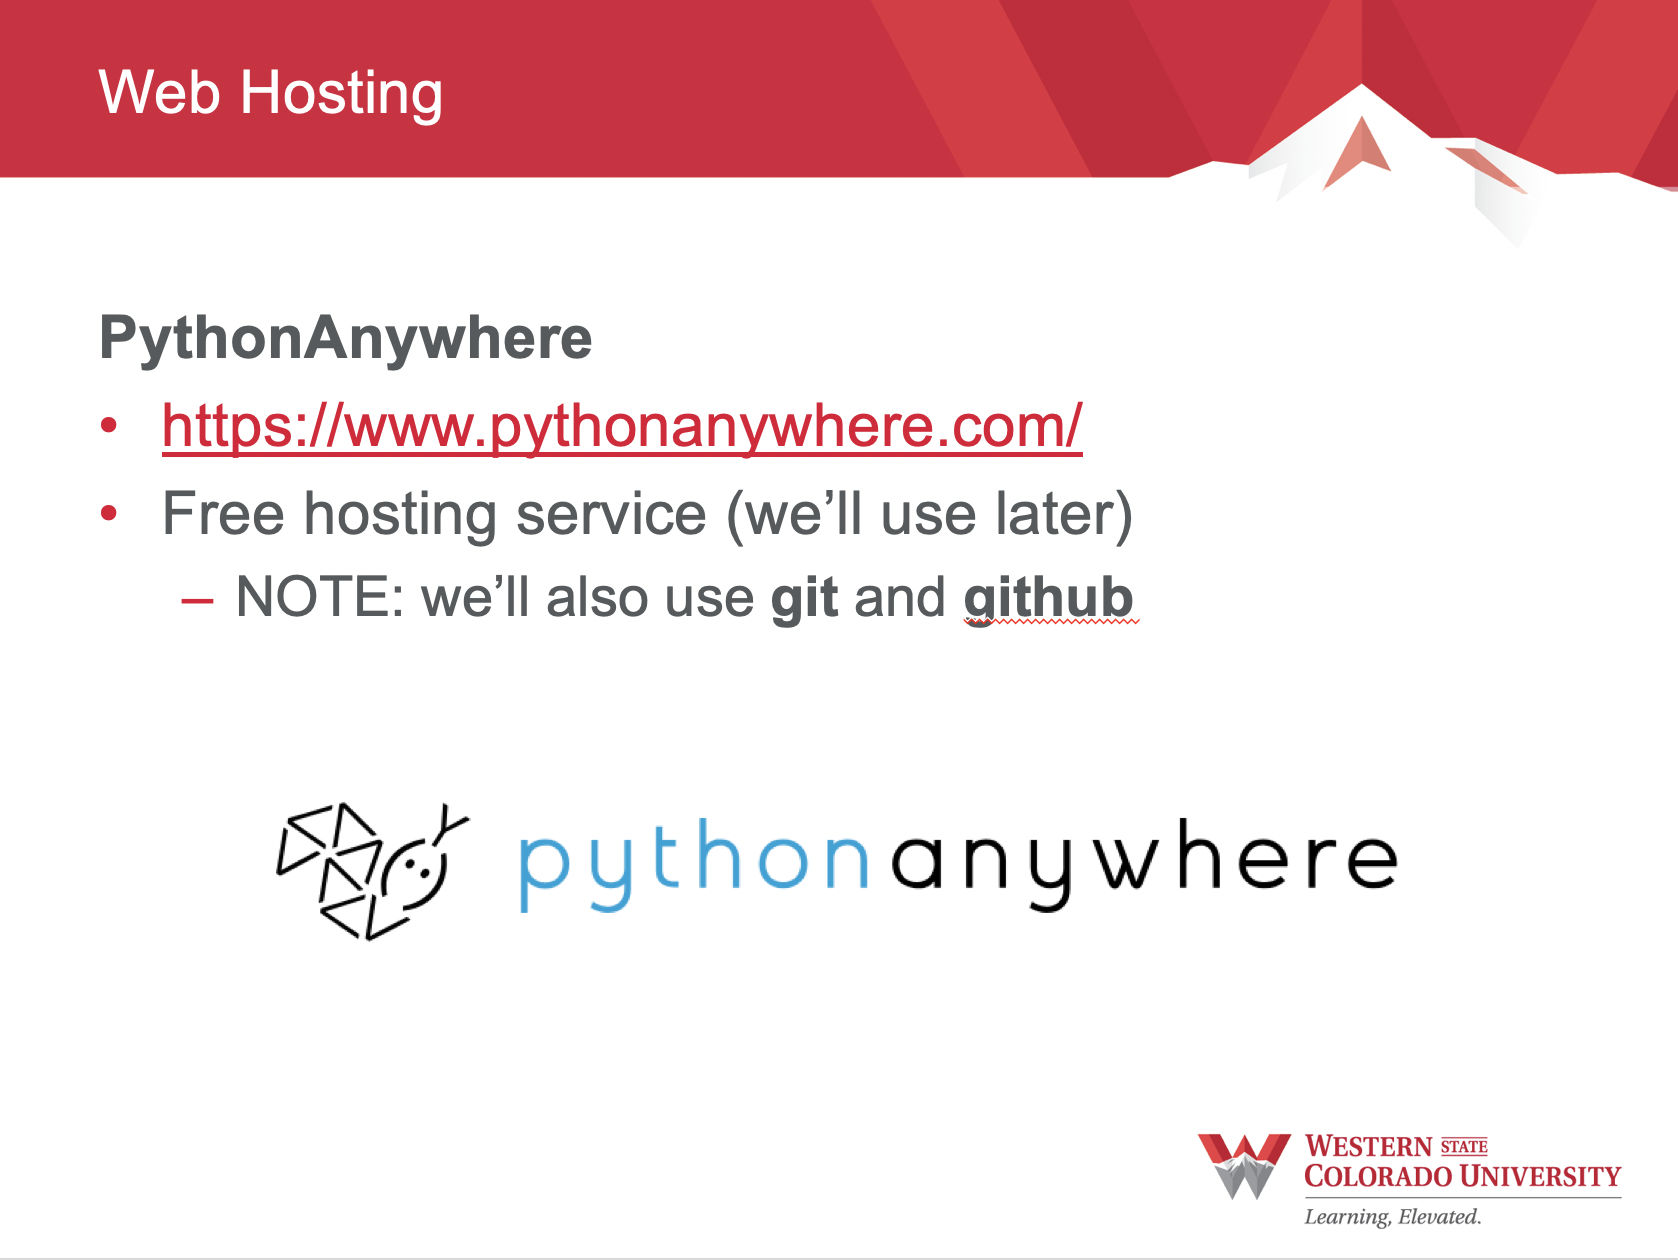 Web Hosting
PythonAnywhere
• https://www.pythonanywhere.com/
• Free hosting service (we’ll use later)
– NOTE: we’ll also use git and github
pythonanywhere
WESTERN STATE
COLORADO UNIVERSITY
Learning, Elevated.